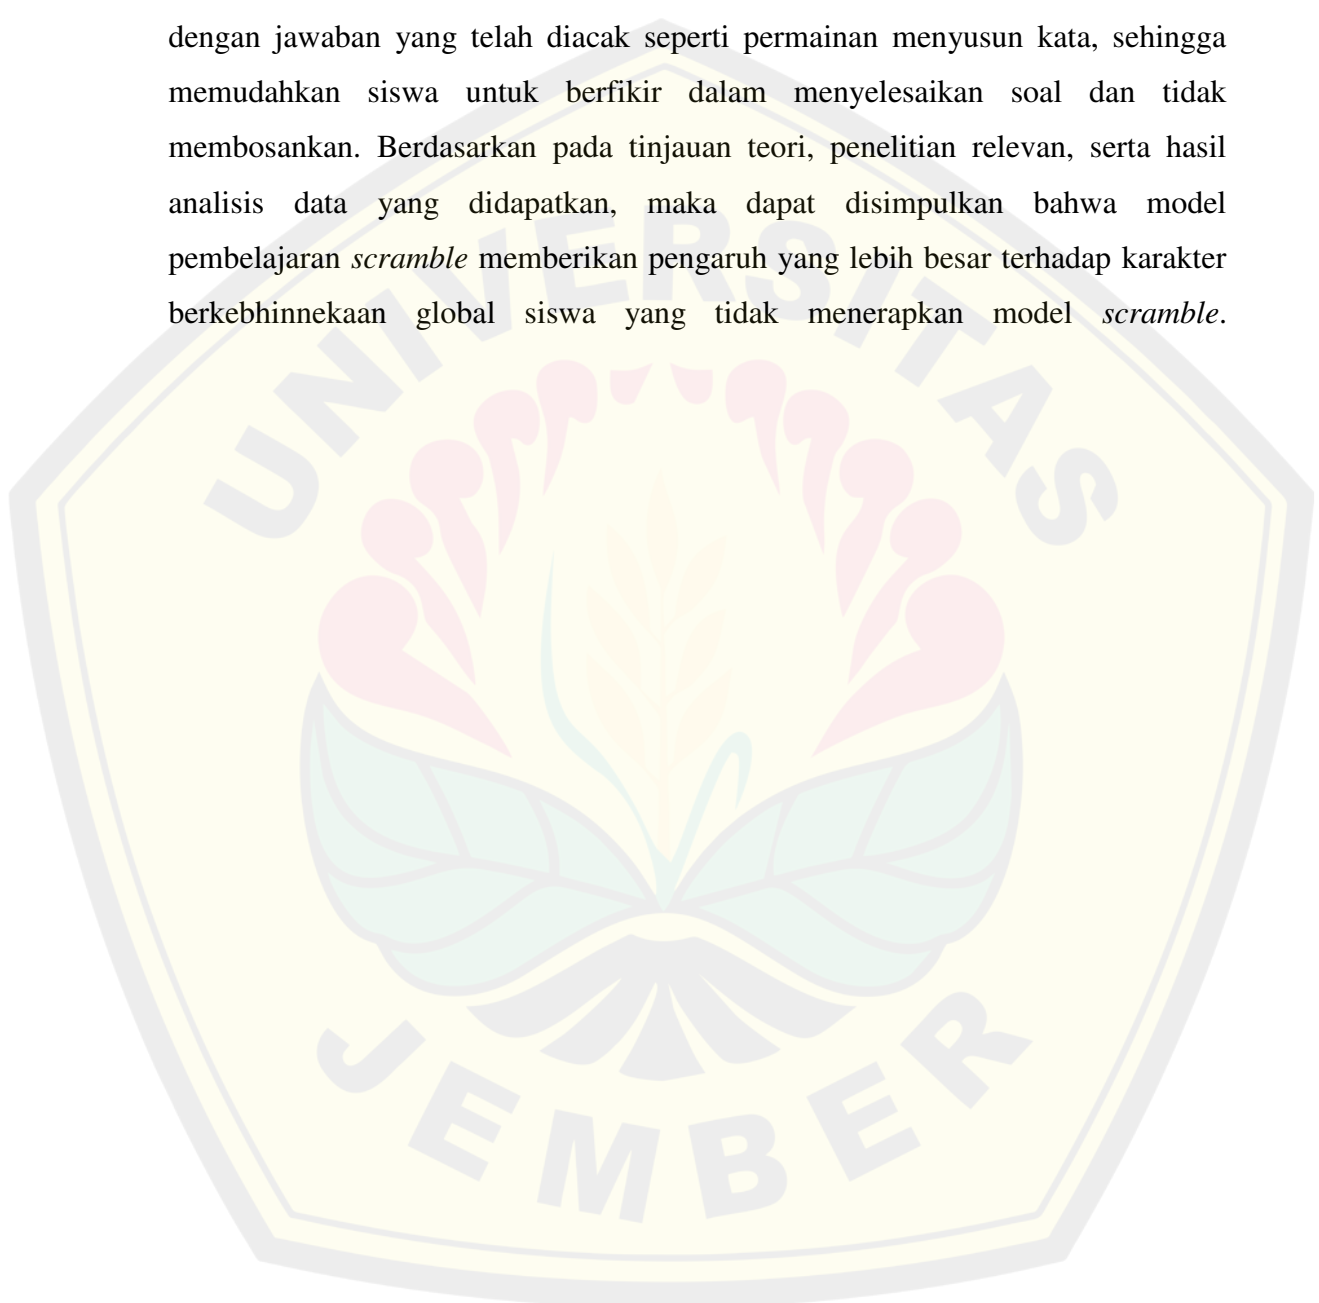 dengan jawaban yang telah diacak seperti permainan menyusun kata, sehingga
memudahkan siswa untuk berfikir dalam menyelesaikan soal dan tidak
membosankan. Berdasarkan pada tinjauan teori, penelitian relevan, serta hasil
analisis data yang didapatkan, maka dapat disimpulkan bahwa model
pembelajaran scramble memberikan pengaruh yang lebih besar terhadap karakter
berkebhinnekaan global siswa yang tidak menerapkan model scramble.
UNIVERSITAS
JEMBER